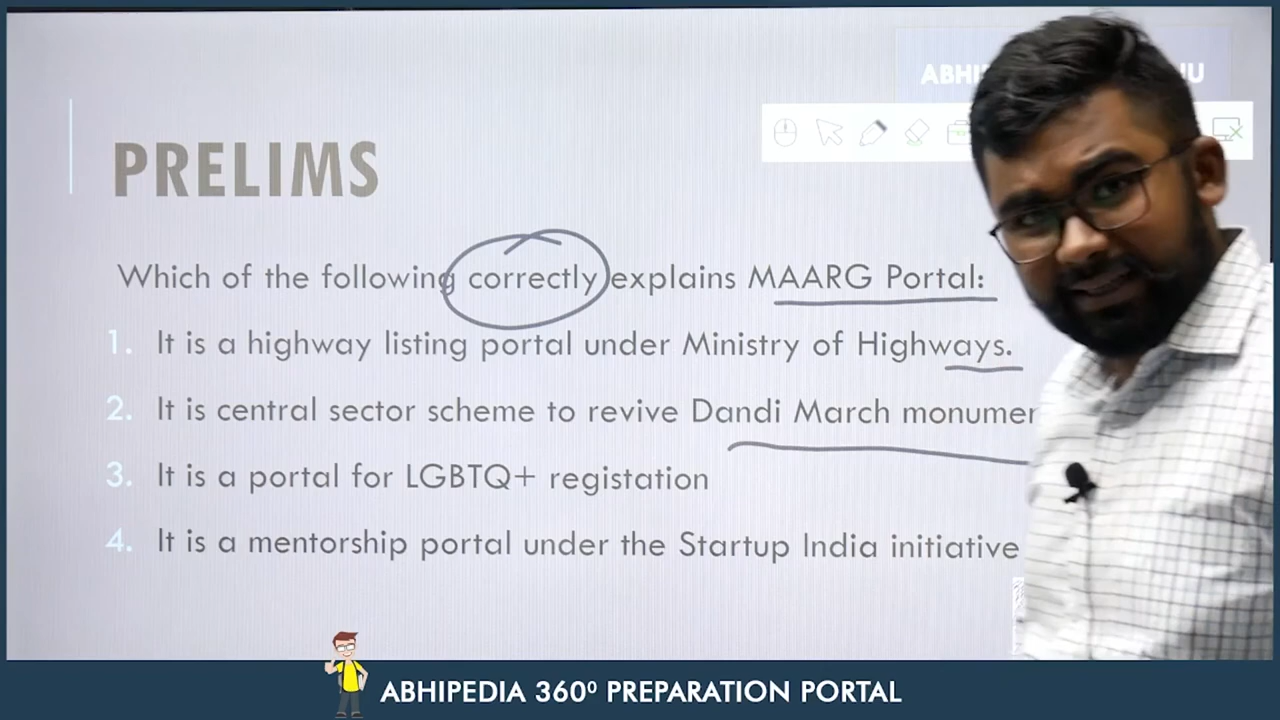 PRELIMS
Which of the following correctly explains MAARG Portal:
1. It is a highway listing portal under Ministry of Highways.
2. It is central sector scheme to revive Dandi March
3. It is a portal for LGBTQ+ registation
4. It is a mentorship portal under the Startup India initiative
ABHIPEDIA 360⁰ PREPARATION PORTAL